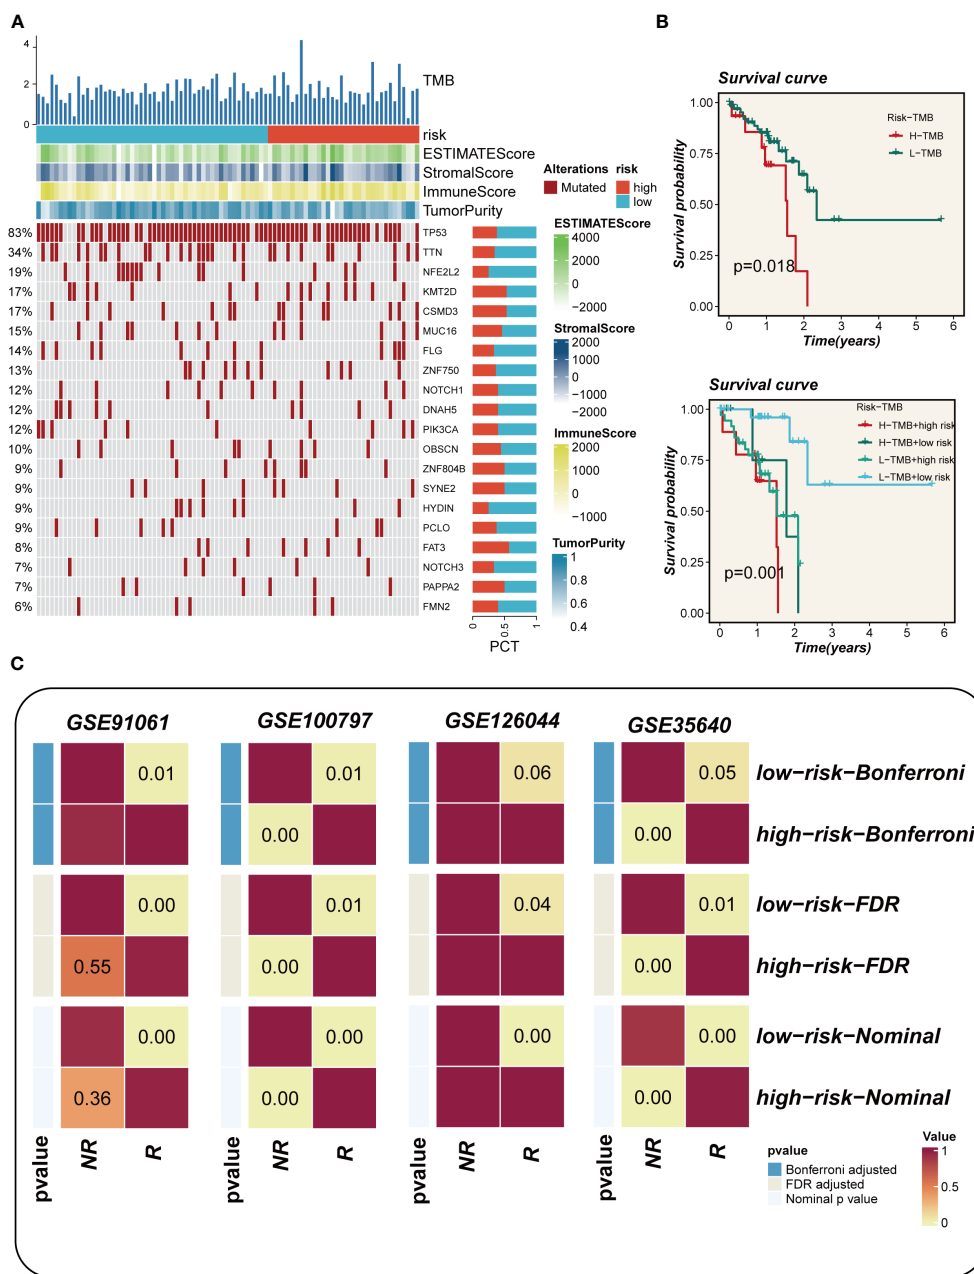 A
4
2
0
TMB
risk
ESTIMATEScore
StromalScore
ImmuneScore
TumorPurity
83% TP53
34% TTN
19% NFE2L2
17% KMT2D
17% CSMD3
15% MUC16
14% FLG
13% ZNF750
12% NOTCH1
12% DNAH5
12% PIK3CA
10% OBSCN
9% ZNF804B
9% SYNE2
9% HYDIN
9% PCLO
8% FAT3
7% NOTCH3
7% PAPPA2
6% FMN2
0 0.5 1
PCT
Alterations
Mutated
risk
high
low
ESTIMATEScore
4000
2000
0
−2000
StromalScore
2000
1000
0
−1000
−2000
ImmuneScore
2000
1000
0
−1000
TumorPurity
1
0.8
0.6
0.4
B
Survival curve
Survival probability
1.00
0.75
0.50
0.25
0.00
Risk−TMB
H−TMB
L−TMB
p=0.018
0 1 2 3 4 5 6
Time(years)
Survival curve
Survival probability
1.00
0.75
0.50
0.25
0.00
Risk−TMB
H−TMB+high risk
H−TMB+low risk
L−TMB+high risk
L−TMB+low risk
p=0.001
0 1 2 3 4 5 6
Time(years)
C
GSE91061 GSE100797 GSE126044 GSE35640
0.01 0.01 0.06 0.05 low−risk−Bonferroni
0.00 0.00 high−risk−Bonferroni
0.00 0.01 0.04 0.01 low−risk−FDR
0.55 0.00 0.00 high−risk−FDR
0.00 0.00 0.00 0.00 low−risk−Nominal
0.36 0.00 0.00 high−risk−Nominal
pvalue NR R pvalue NR R pvalue NR R pvalue NR R
pvalue
Bonferroni adjusted
FDR adjusted
Nominal p value
Value
1
0.5
0